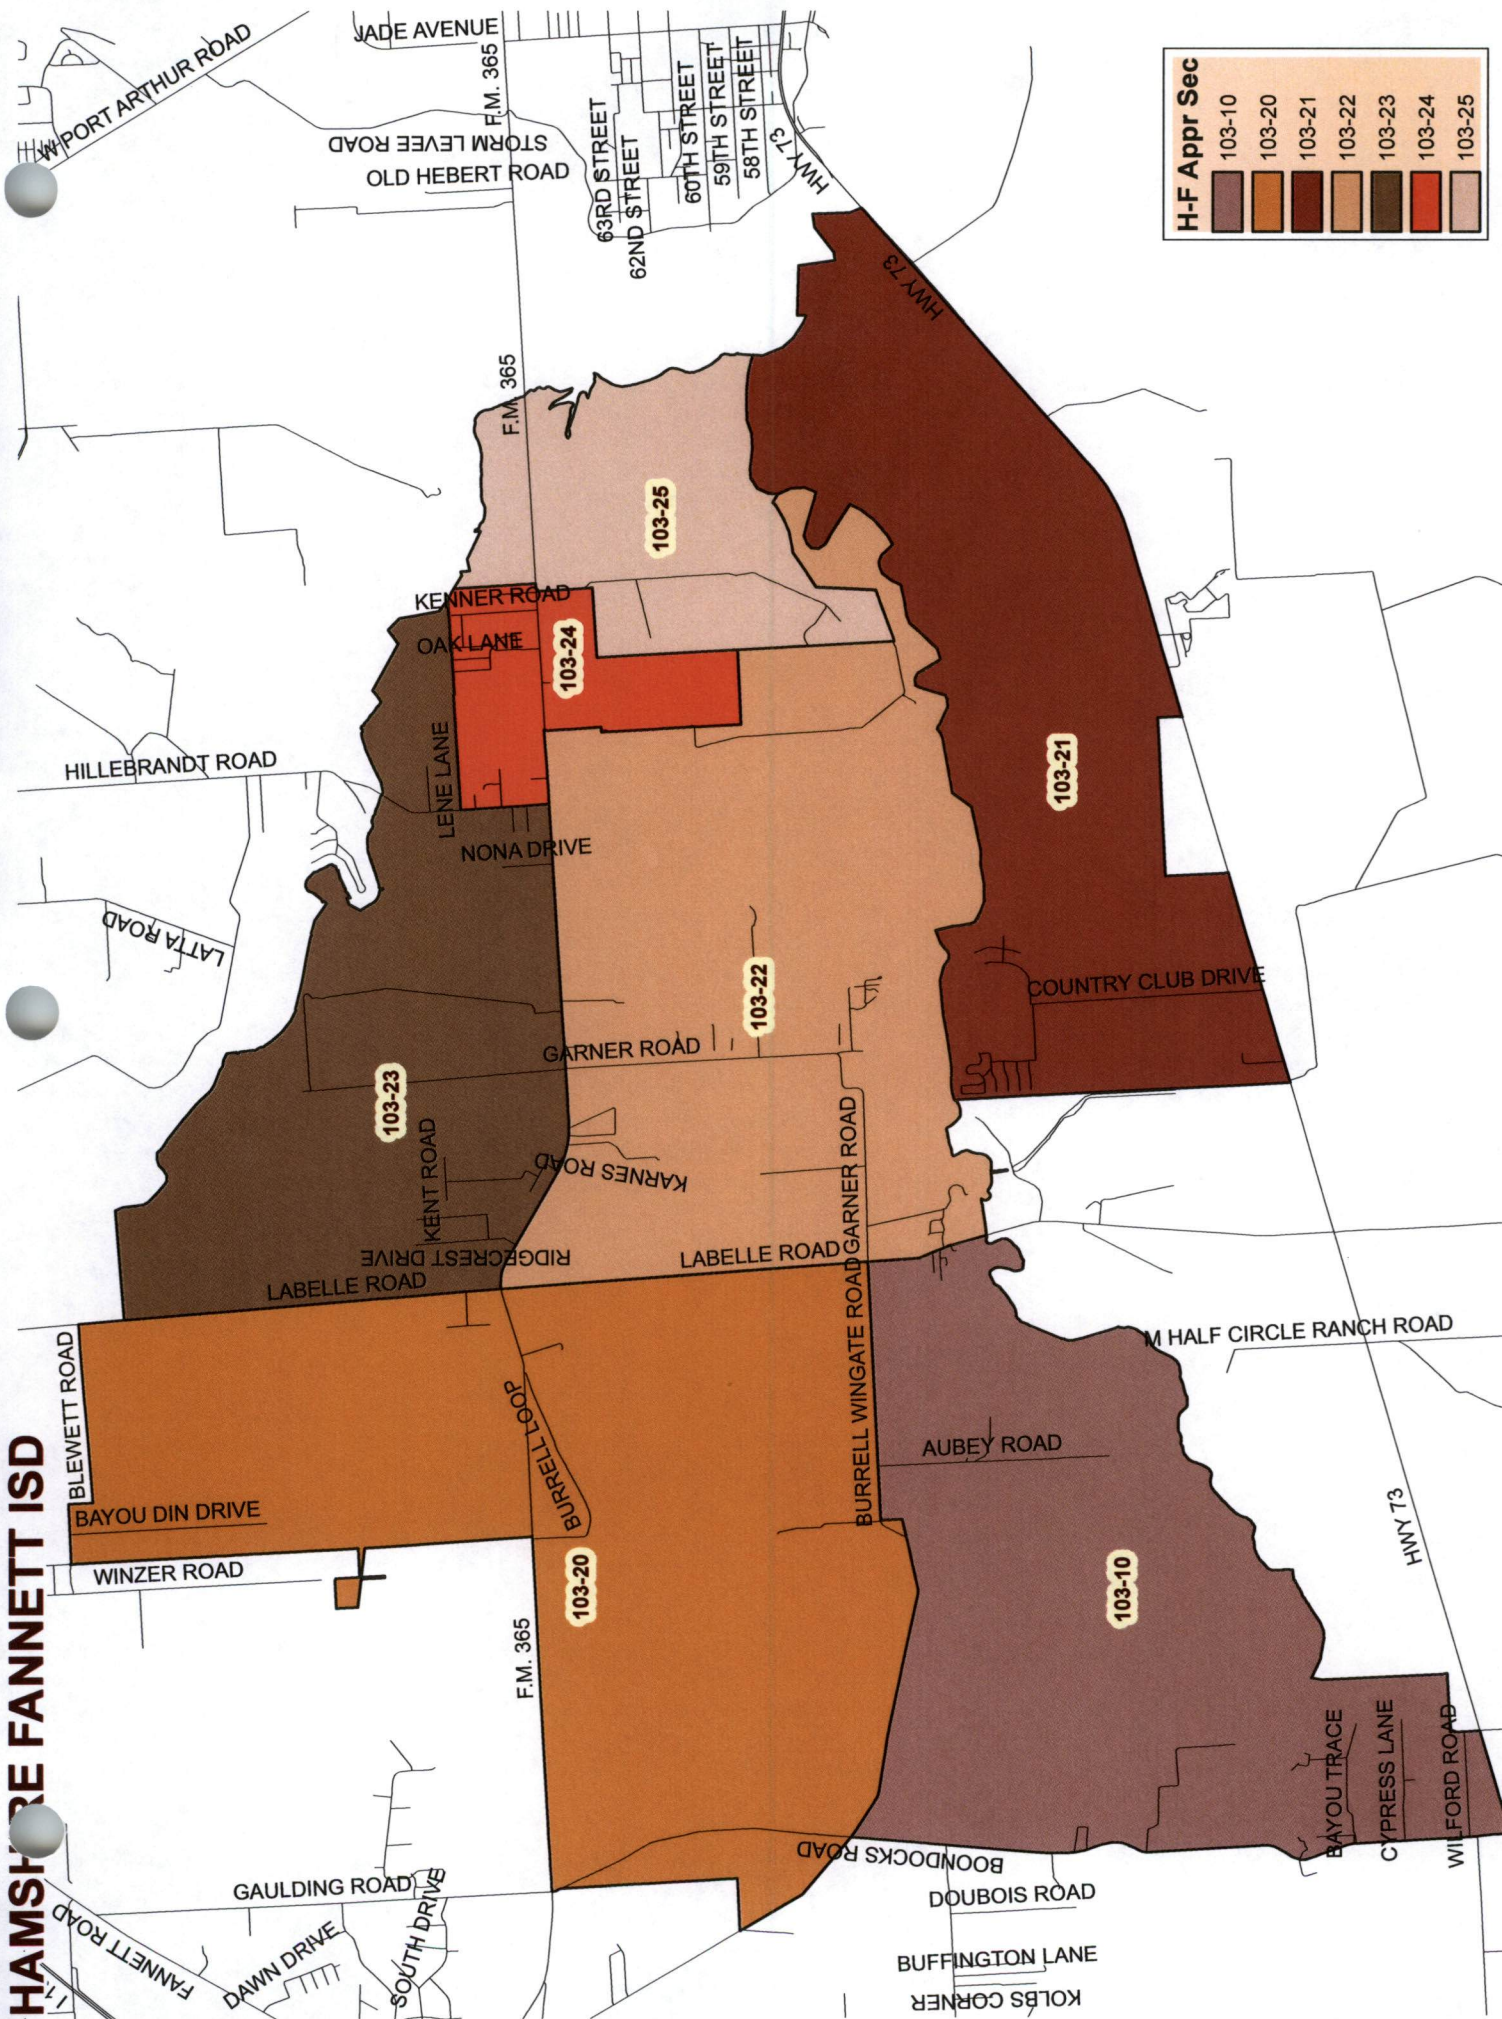 HAMSHIRE FANNETT ISD
W PORT ARTHUR ROAD
JADE AVENUE
F.M. 365
STORM LEVEE ROAD
OLD HEBERT ROAD
63RD STREET
62ND STREET
60TH STREET
59TH STREET
58TH STREET
HWY 73
HWY 73
H-F Appr Sec
103-10
103-20
103-21
103-22
103-23
103-24
103-25
F.M. 365
103-25
KENNER ROAD
OAK LANE
103-24
LENE LANE
HILLEBRANDT ROAD
NONA DRIVE
LATTA ROAD
103-21
COUNTRY CLUB DRIVE
103-22
GARNER ROAD
103-23
KENT ROAD
KARNES ROAD
RIDGECREST DRIVE
LABELLE ROAD
LABELLE ROAD
GARNER ROAD
BURRELL WINGATE ROAD
M HALF CIRCLE RANCH ROAD
BLEWETT ROAD
BURRELL LOOP
AUBEY ROAD
BAYOU DIN DRIVE
WINZER ROAD
103-20
103-10
HWY 73
F.M. 365
BAYOU TRACE
CYPRESS LANE
WILFORD ROAD
BOONDOCKS ROAD
GAULDING ROAD
DOUBOIS ROAD
FANNETT ROAD
DAWN DRIVE
SOUTH DRIVE
BUFFINGTON LANE
KOLBS CORNER